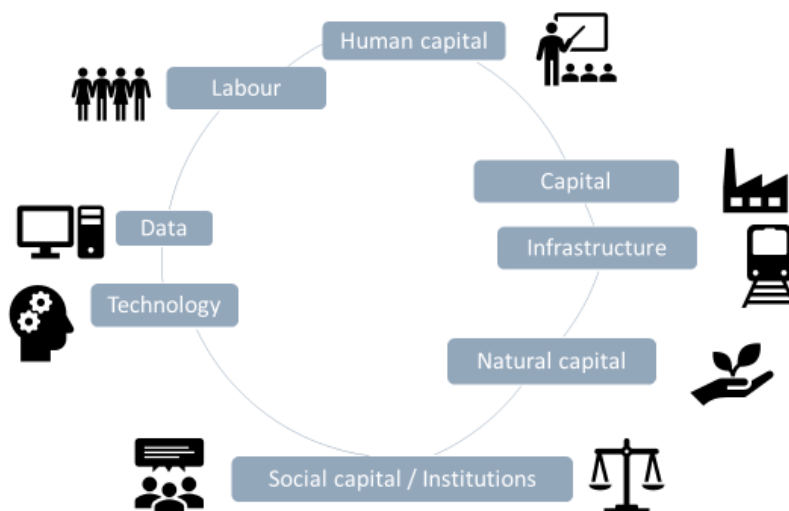 Human capital
Labour
Capital
Data
Infrastructure
Technology
Natural capital
Social capital / Institutions